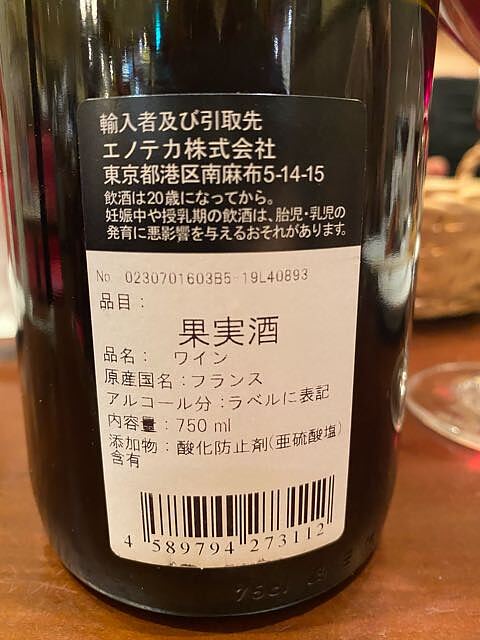 輸入者及び引取先
エノテカ株式会社
東京都港区南麻布5-14-15
飲酒は20歳になってから。
妊娠中や授乳期の飲酒は、胎児・乳児の
発育に悪影響を与えるおそれがあります。
No. 0230701603B5-19L40893
品目：
果実酒
品名： ワイン
原産国名：フランス
アルコール分：ラベルに表記
内容量：750 ml
添加物：酸化防止剤(亜硫酸塩)
含有
4 589794 273112
75cl